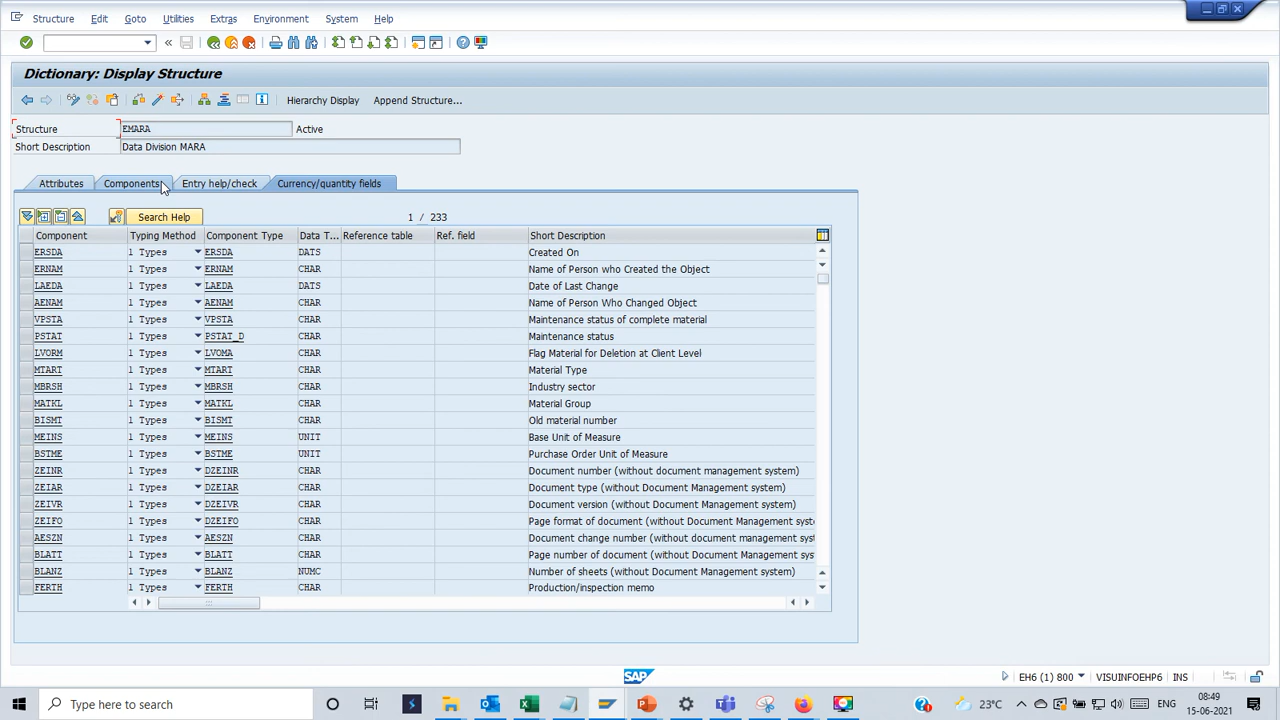 Structure Edit Goto Utilities Extras Environment System Help
Dictionary: Display Structure
Hierarchy Display Append Structure...
Structure EMARA Active
Short Description Data Division MARA
Attributes Components Entry help/check Currency/quantity fields
Search Help 1 / 233
Component Typing Method Component Type Data T... Reference table Ref. field Short Description
ERSDA 1 Types ERSDA DATS Created On
ERNAM 1 Types ERNAM CHAR Name of Person who Created the Object
LAEDA 1 Types LAEDA DATS Date of Last Change
AENAM 1 Types AENAM CHAR Name of Person Who Changed Object
VPSTA 1 Types VPSTA CHAR Maintenance status of complete material
PSTAT 1 Types PSTAT_D CHAR Maintenance status
LVORM 1 Types LVOMA CHAR Flag Material for Deletion at Client Level
MTART 1 Types MTART CHAR Material Type
MBRSH 1 Types MBRSH CHAR Industry sector
MATKL 1 Types MATKL CHAR Material Group
BISMT 1 Types BISMT CHAR Old material number
MEINS 1 Types MEINS UNIT Base Unit of Measure
BSTME 1 Types BSTME UNIT Purchase Order Unit of Measure
ZEINR 1 Types DZEINR CHAR Document number (without document management system)
ZEIAR 1 Types DZEIAR CHAR Document type (without Document Management system)
ZEIVR 1 Types DZEIVR CHAR Document version (without Document Management system)
ZEIFO 1 Types DZEIFO CHAR Page format of document (without Document Management syst
AESZN 1 Types AESZN CHAR Document change number (without document management syst
BLATT 1 Types BLATT CHAR Page number of document (without Document Management sys
BLANZ 1 Types BLANZ NUMC Number of sheets (without Document Management system)
FERTH 1 Types FERTH CHAR Production/inspection memo
SAP EH6 (1) 800 VISUINFOEHP6 INS
Type here to search 23°C ENG 08:49
15-06-2021